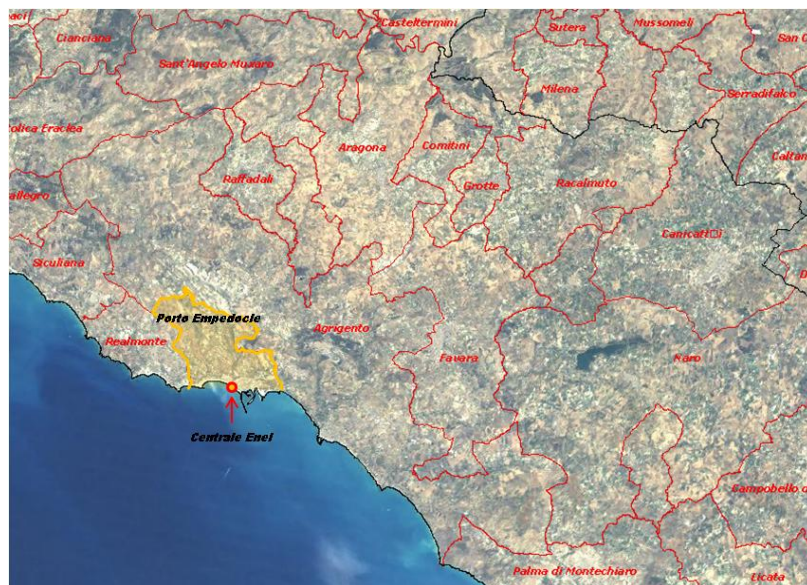 Casteltermini
Sutera
Mussomeli
Cianciana
Sant'Angelo Muxaro
Milena
Serradifalco
Aragona
Comitini
Raffadali
Grotte
Racalmuto
Canicattì
Siculiana
Porto Empedocle
Realmonte
Agrigento
Favara
Naro
Centrale Enel
Palma di Montechiaro
Licata